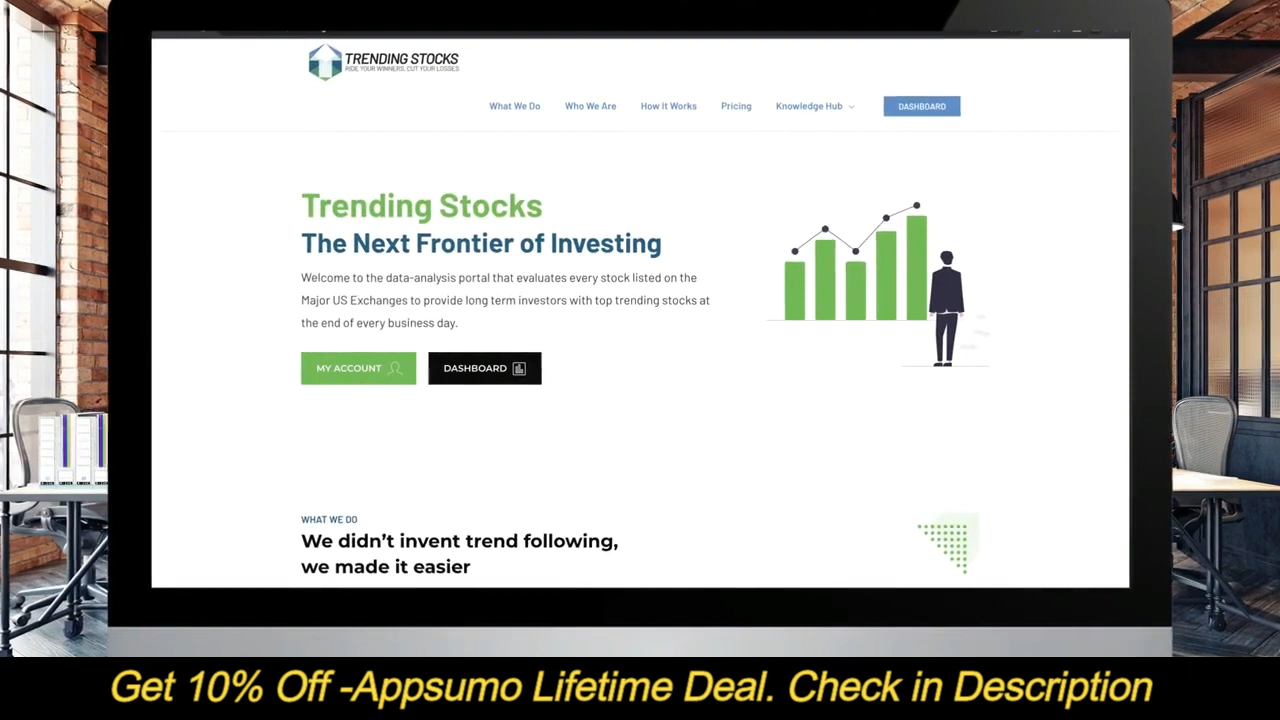 TRENDING STOCKS
RIDE YOUR WINNERS, CUT YOUR LOSSES
What We Do Who We Are How It Works Pricing Knowledge Hub DASHBOARD
Trending Stocks
The Next Frontier of Investing
Welcome to the data-analysis portal that evaluates every stock listed on the
Major US Exchanges to provide long term investors with top trending stocks at
the end of every business day.
MY ACCOUNT DASHBOARD
WHAT WE DO
We didn’t invent trend following,
we made it easier
Get 10% Off -Appsumo Lifetime Deal. Check in Description